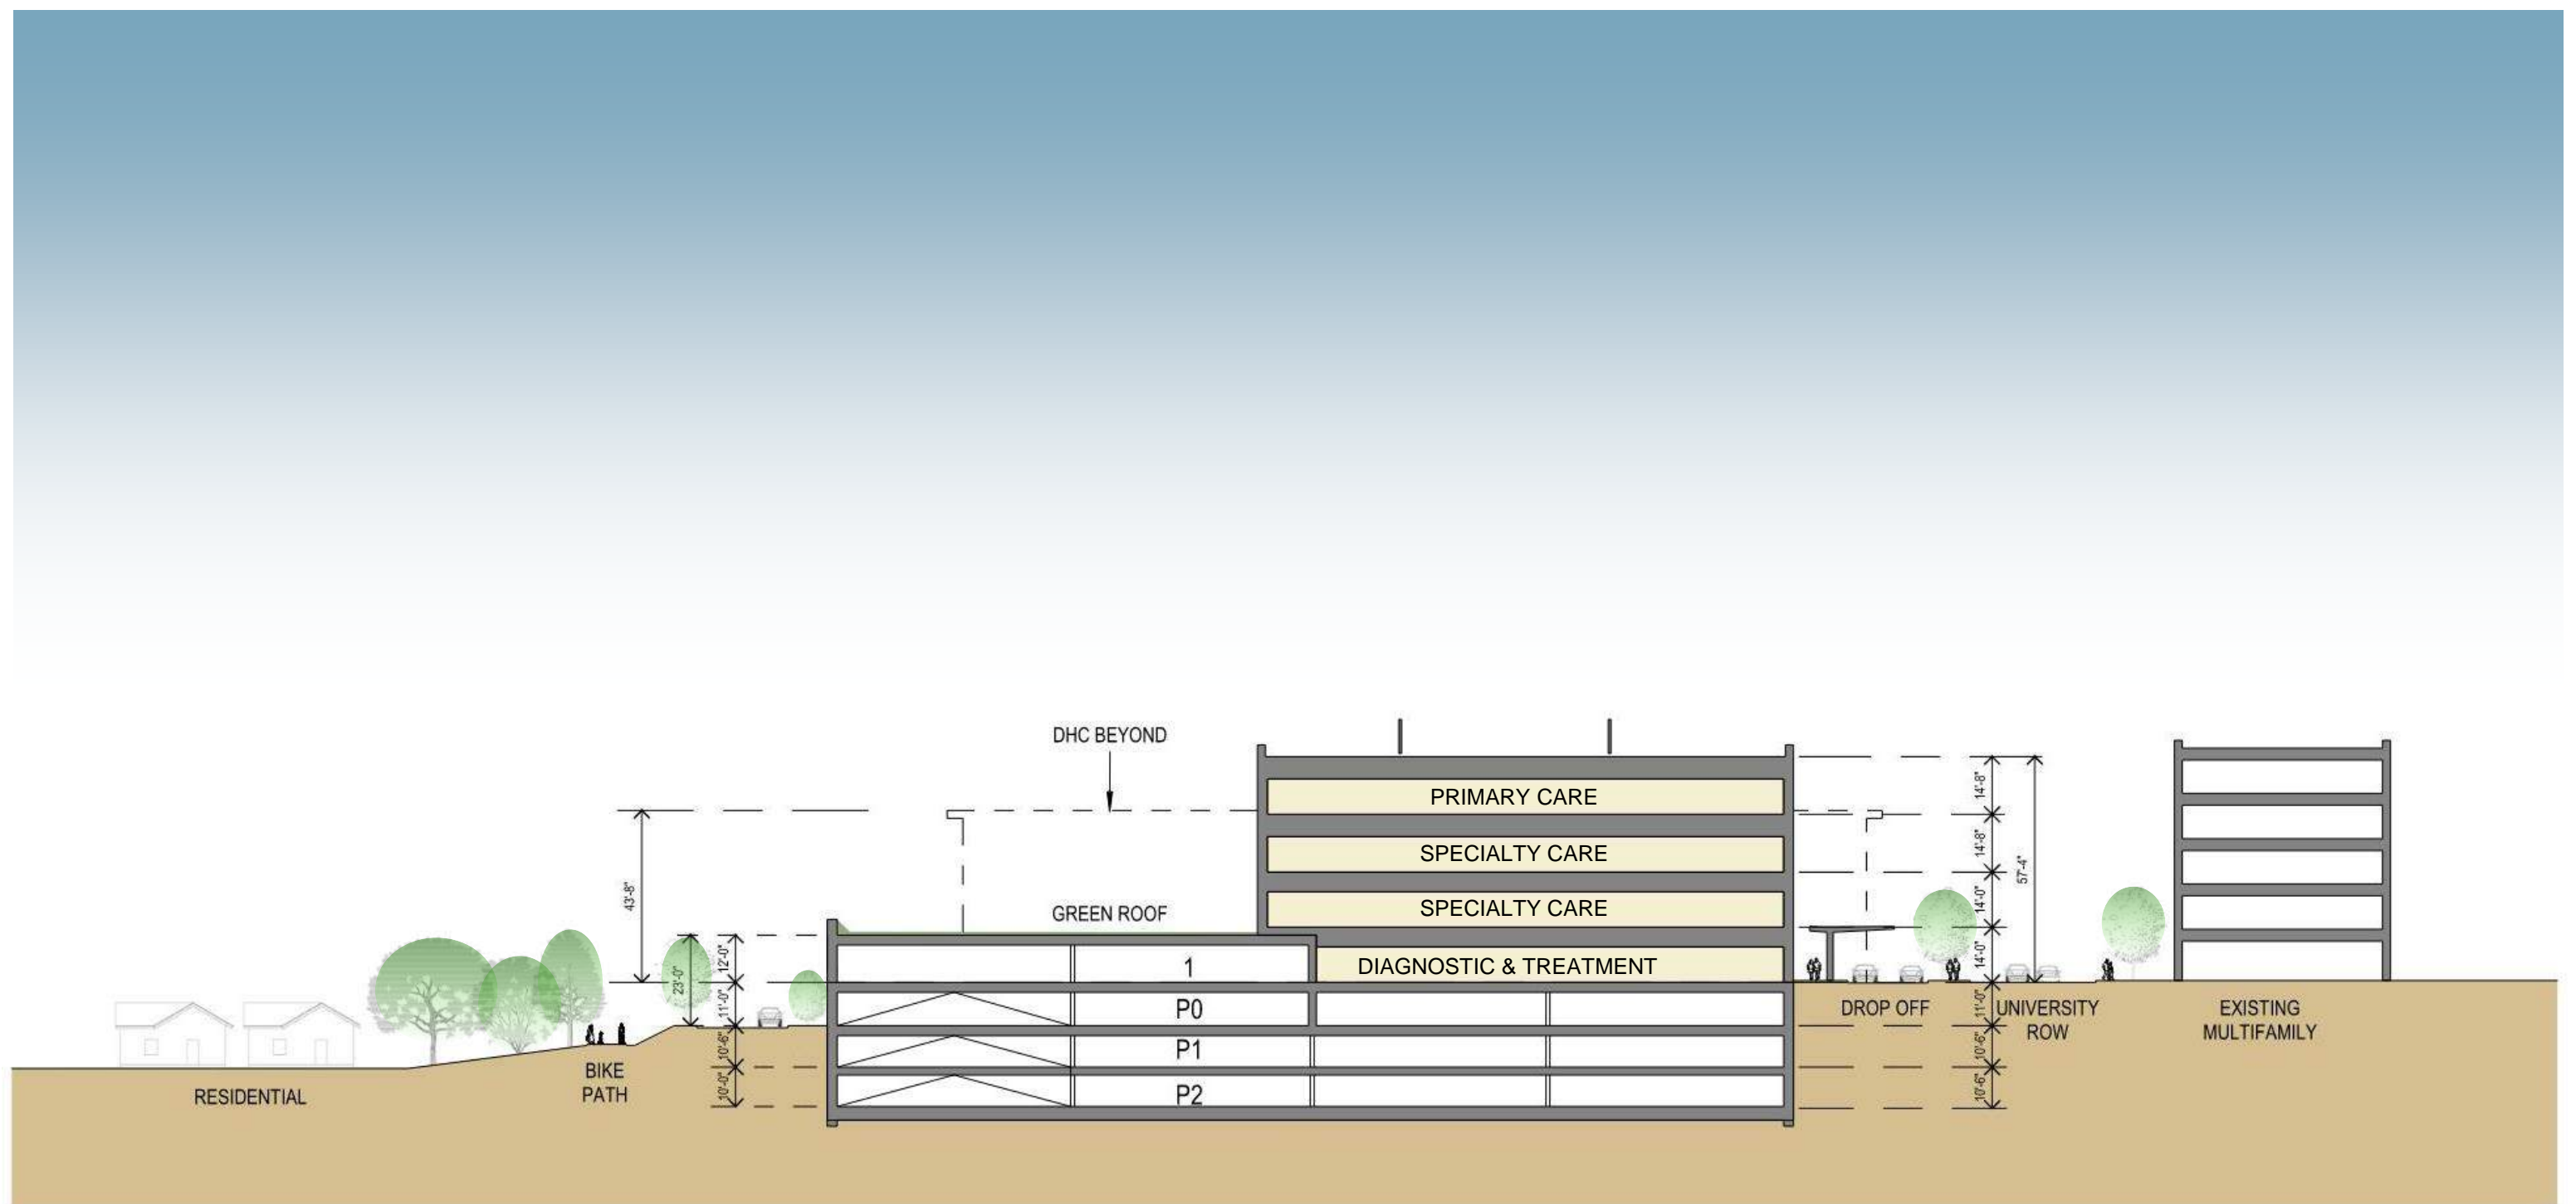 DHC BEYOND
PRIMARY CARE
SPECIALTY CARE
SPECIALTY CARE
DIAGNOSTIC & TREATMENT
GREEN ROOF
1
P0
P1
P2
43'-8"
23'-0"
12'-0"
11'-0"
10'-6"
10'-0"
14'-8"
14'-8"
14'-0"
14'-0"
57'-4"
11'-0"
10'-6"
10'-6"
RESIDENTIAL
BIKE
PATH
DROP OFF
UNIVERSITY
ROW
EXISTING
MULTIFAMILY